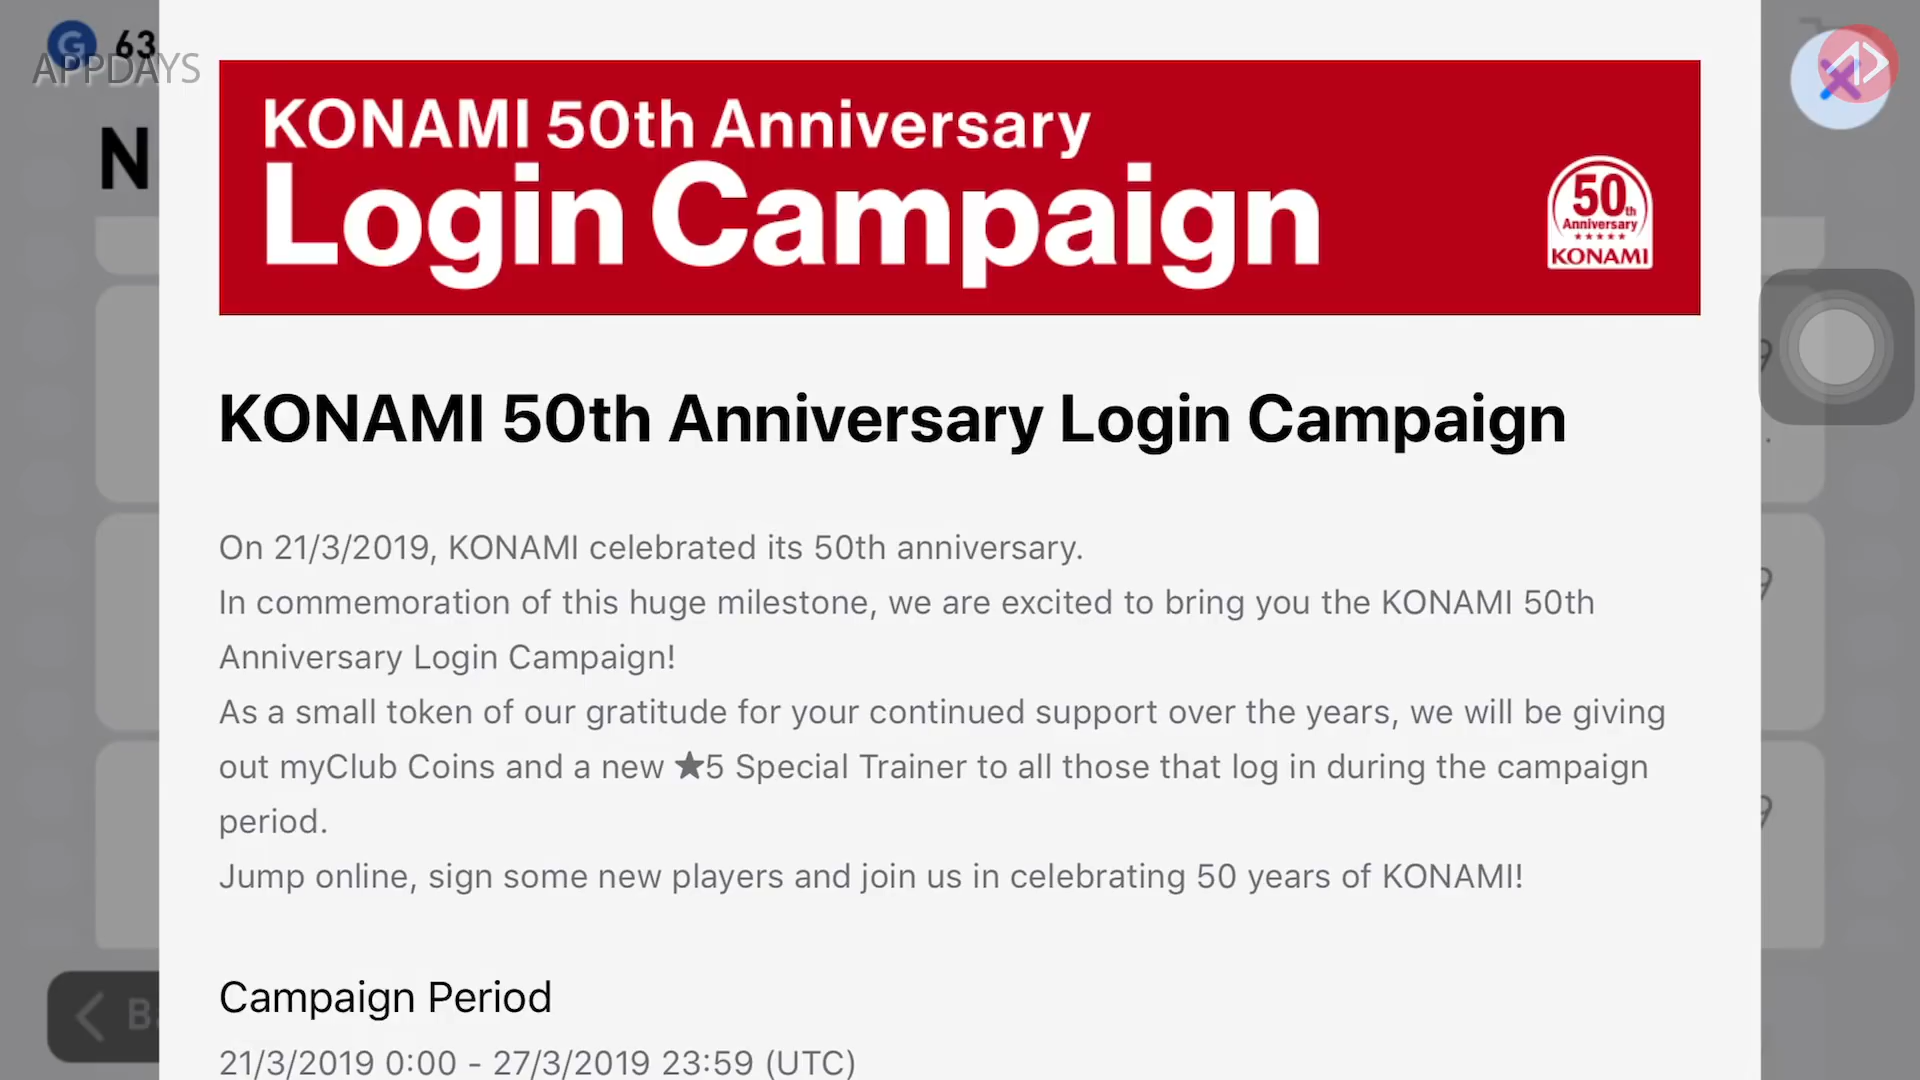 G 63
APPDAYS
N
KONAMI 50th Anniversary
Login Campaign
50th
Anniversary
KONAMI
KONAMI 50th Anniversary Login Campaign
On 21/3/2019, KONAMI celebrated its 50th anniversary.
In commemoration of this huge milestone, we are excited to bring you the KONAMI 50th
Anniversary Login Campaign!
As a small token of our gratitude for your continued support over the years, we will be giving
out myClub Coins and a new ★5 Special Trainer to all those that log in during the campaign
period.
Jump online, sign some new players and join us in celebrating 50 years of KONAMI!
Campaign Period
21/3/2019 0:00 - 27/3/2019 23:59 (UTC)